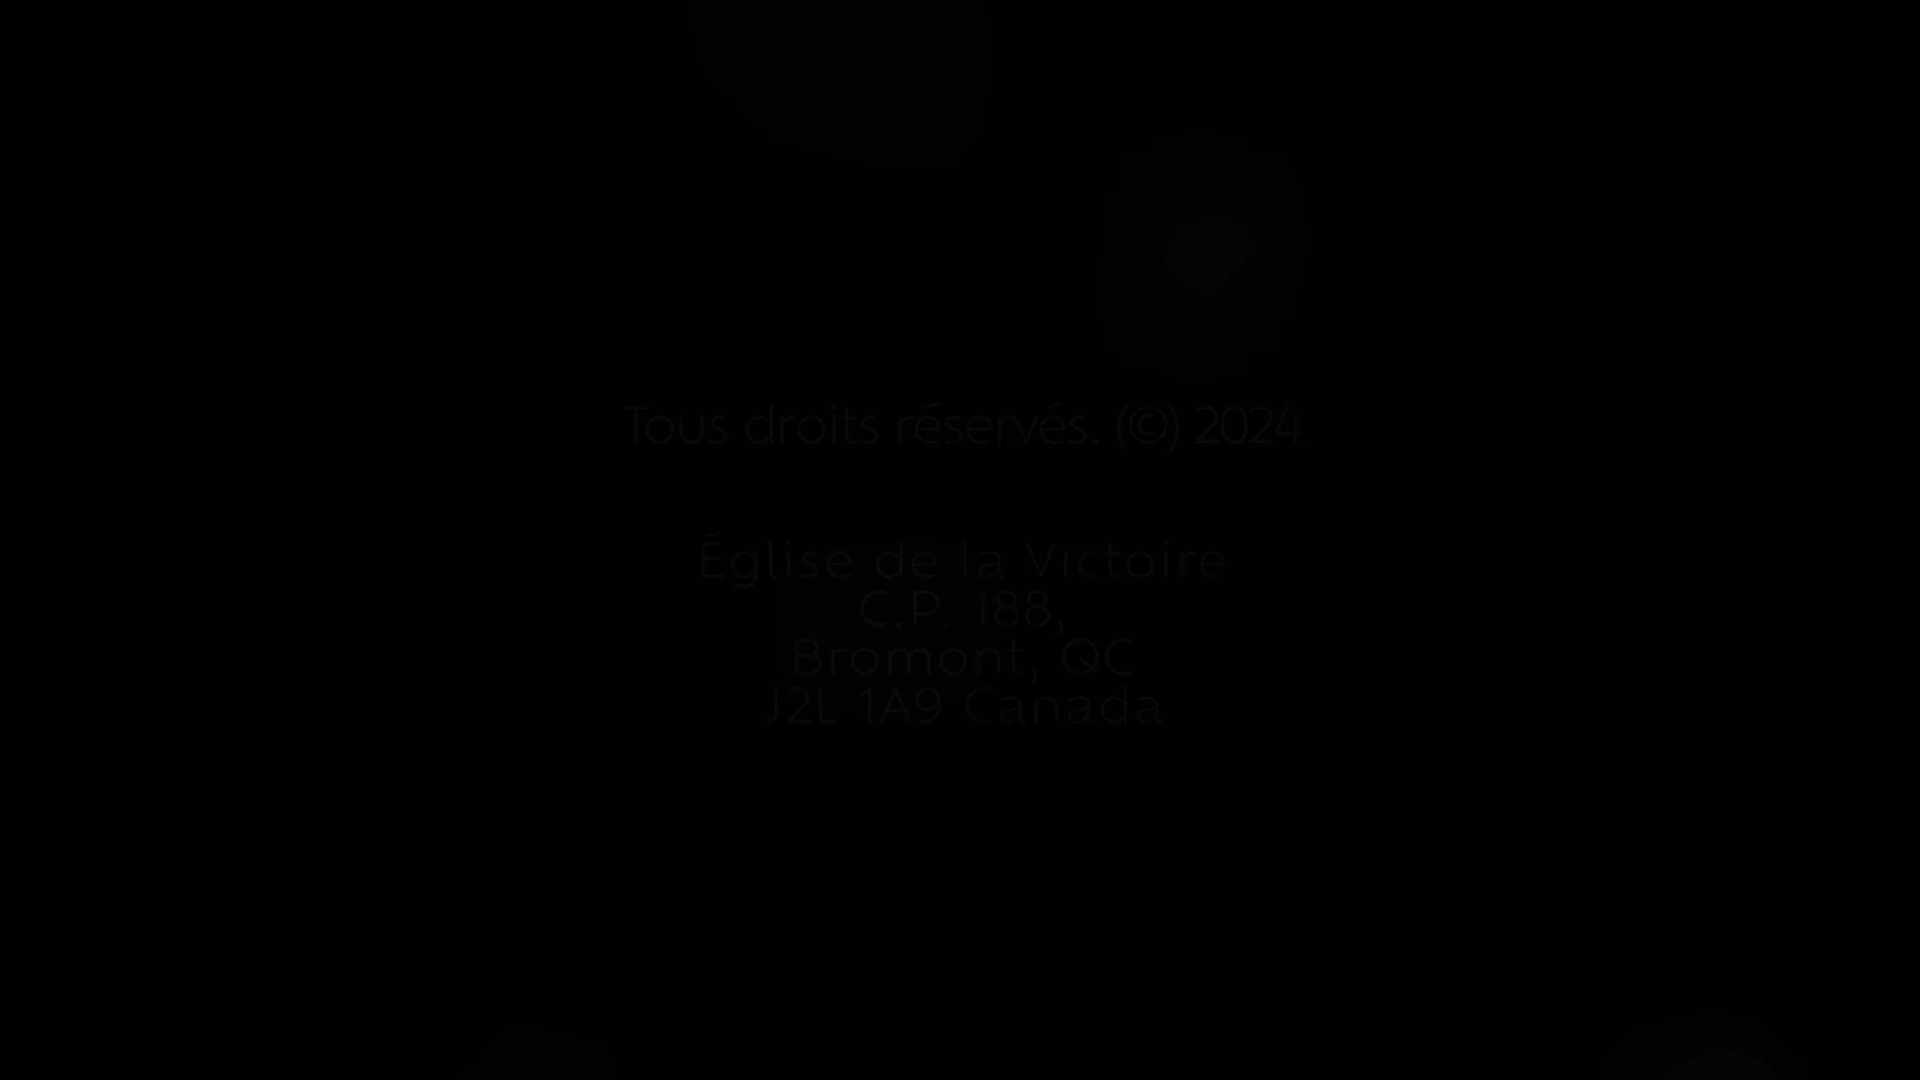 Tous droits réservés. (©) 2024
Église de la Victoire
C.P. 188,
Bromont, QC
J2L 1A9 Canada